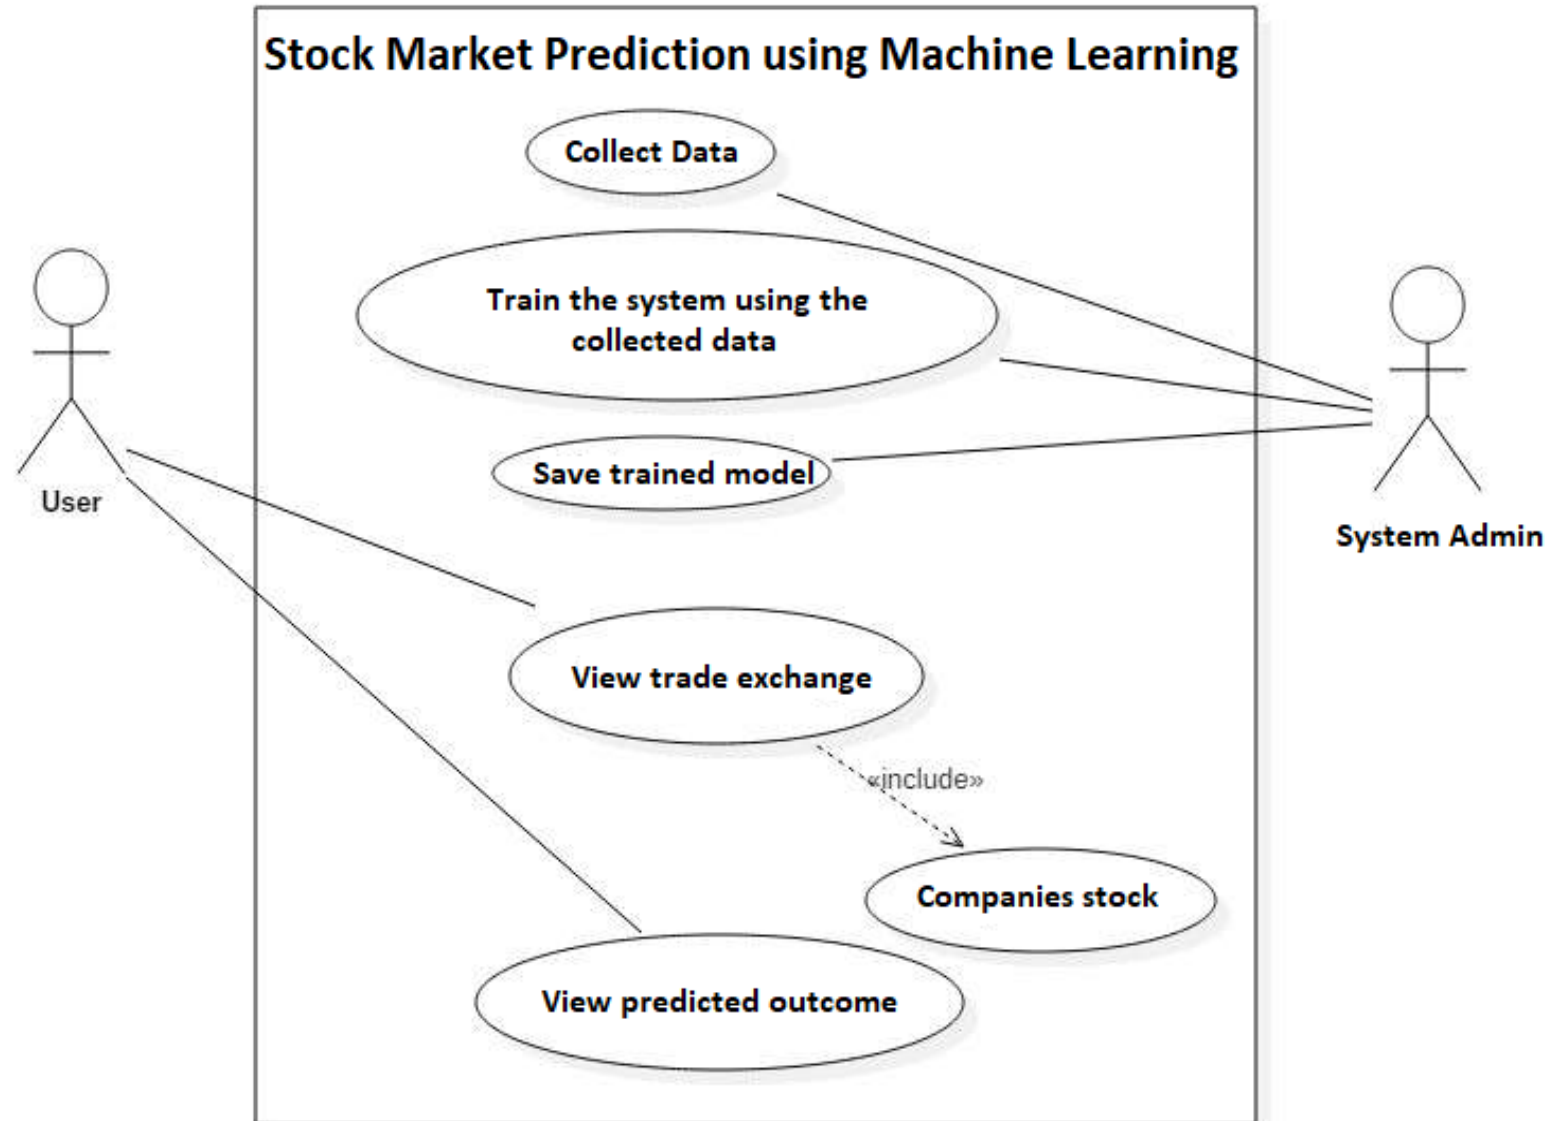 Stock Market Prediction using Machine Learning
Collect Data
Train the system using the
collected data
Save trained model
User
System Admin
View trade exchange
«include»
Companies stock
View predicted outcome